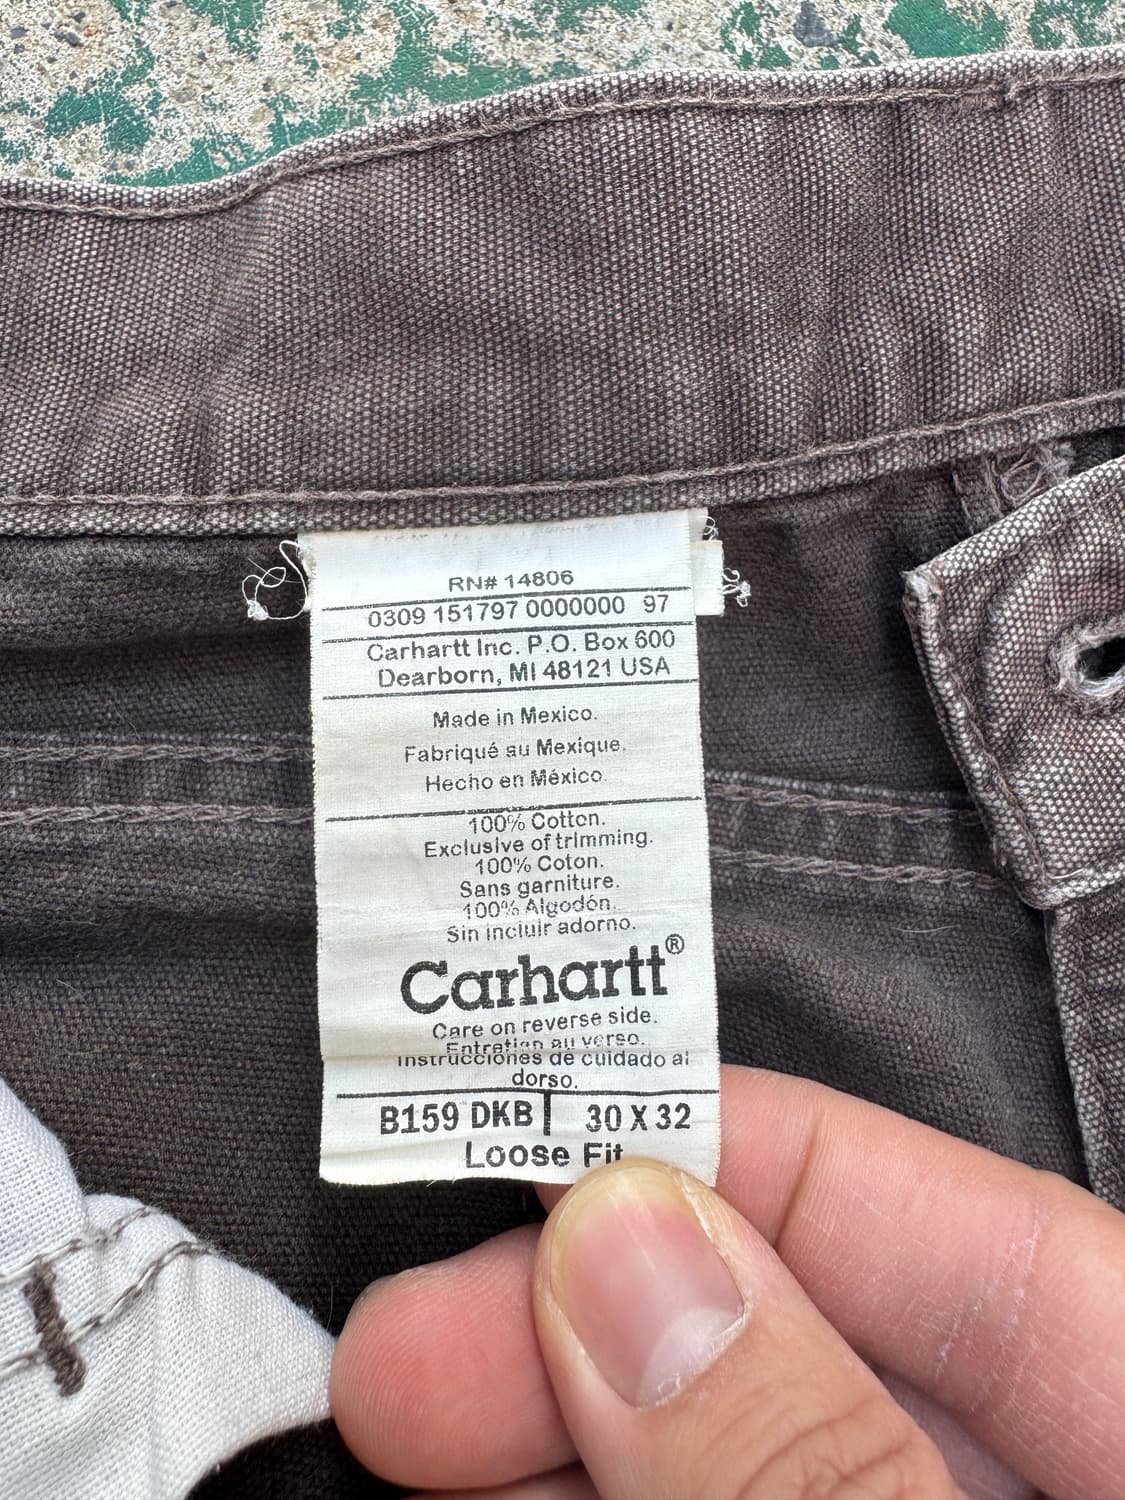 RN# 14806
0309 151797 0000000 97
Carhartt Inc. P.O. Box 600
Dearborn, MI 48121 USA
Made in Mexico.
Fabriqué au Mexique.
Hecho en México.
100% Cotton.
Exclusive of trimming.
100% Coton.
Sans garniture.
100% Algodón.
Sin incluir adorno.
Carhartt®
Care on reverse side.
Entretien au verso.
Instrucciones de cuidado al
dorso.
B159 DKB | 30 X 32
Loose Fit